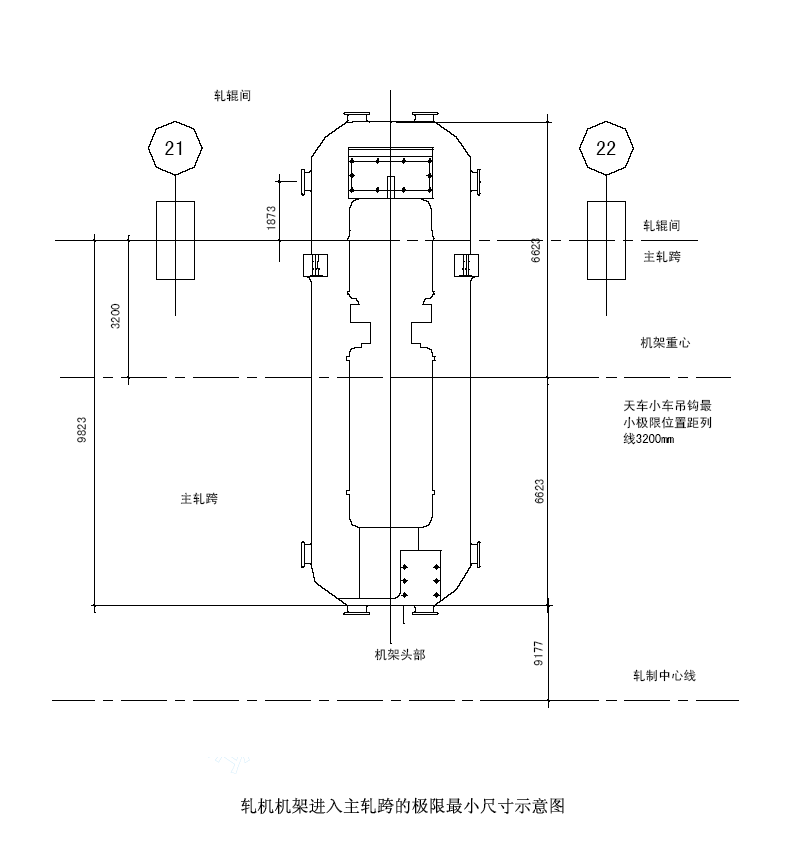 轧辊间
21
22
1873
轧辊间
6623
主轧跨
3200
机架重心
天车小车吊钩最
小极限位置距列
线3200mm
9823
主轧跨
6623
机架头部
9177
轧制中心线
轧机机架进入主轧跨的极限最小尺寸示意图